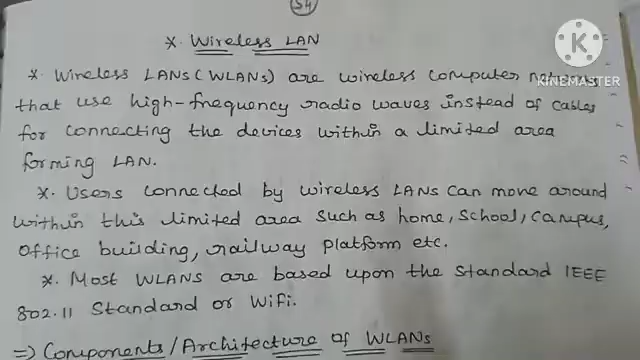 54
* Wireless LAN
* Wireless LANs (WLANs) are wireless computer
that use high-frequency radio waves instead of cables
for connecting the devices within a limited area
forming LAN.
* Users connected by wireless LANs can move around
within this limited area such as home, school, campus,
office building, railway platform etc.
* Most WLANs are based upon the standard IEEE
802.11 Standard or WiFi.
=> Components/Architecture of WLANs
K
KINEMASTER